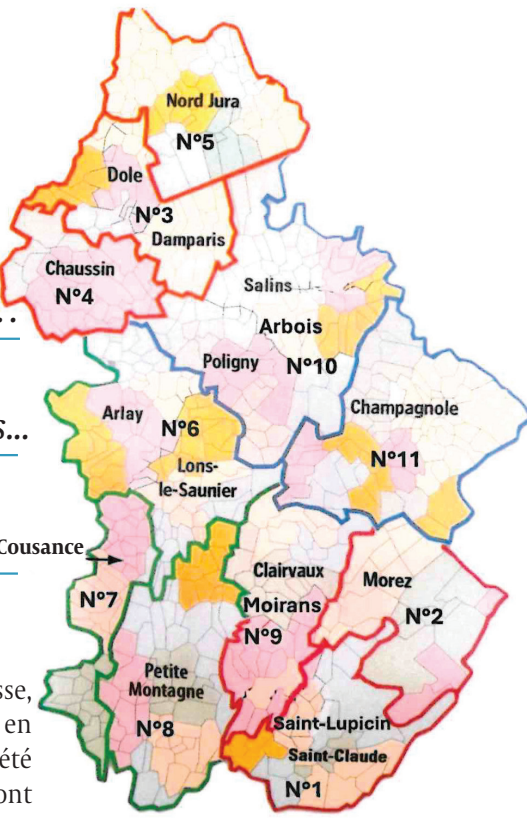 Nord Jura
N°5
Dole
N°3
Damparis
Chaussin
N°4
Salins
Arbois
Poligny
N°10
..
Champagnole
Arlay
N°6
N°11
S...
Lons-
le-Saunier
Cousance
Clairvaux
Morez
N°7
Moirans
N°2
N°9
Petite
Montagne
sse,
Saint-Lupicin
N°8
en
Saint-Claude
été
N°1
ont